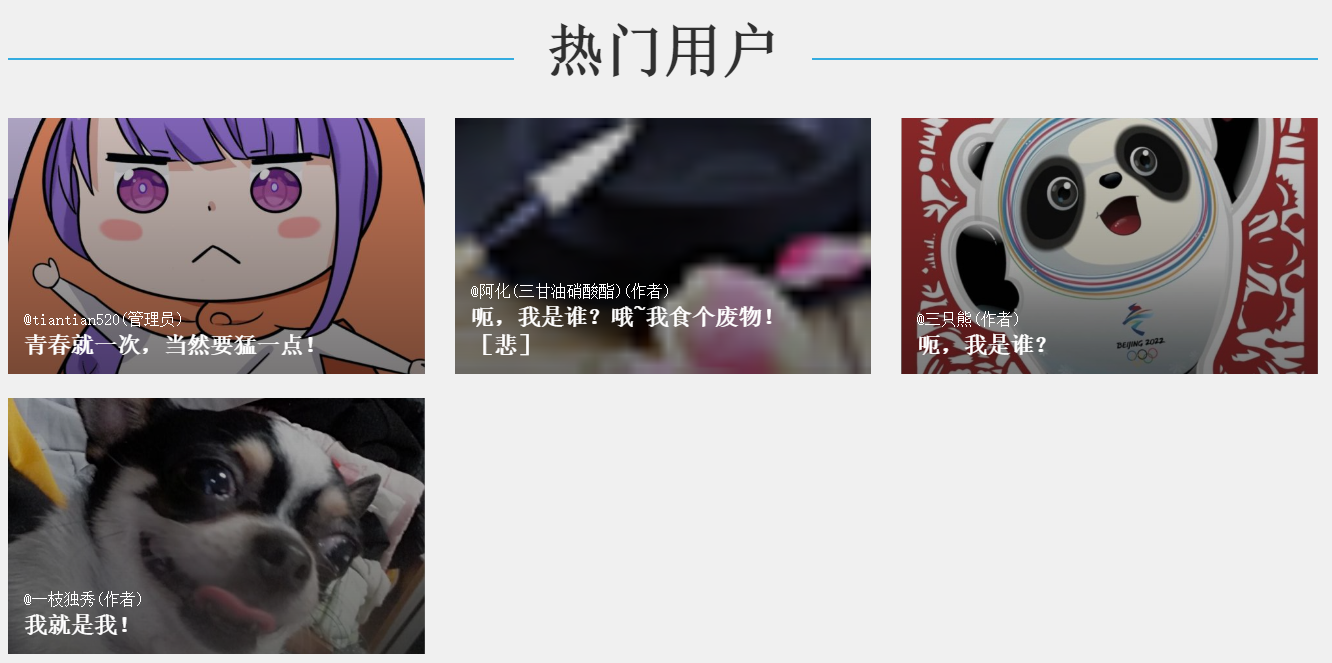 热门用户
@tiantian520(管理员)
青春就一次，当然要猛一点！
@阿化(三甘油硝酸酯)(作者)
呃，我是谁？哦~我食个废物！
［悲］
@三只熊(作者)
呃，我是谁？
BEIJING 2022
@一枝独秀(作者)
我就是我！